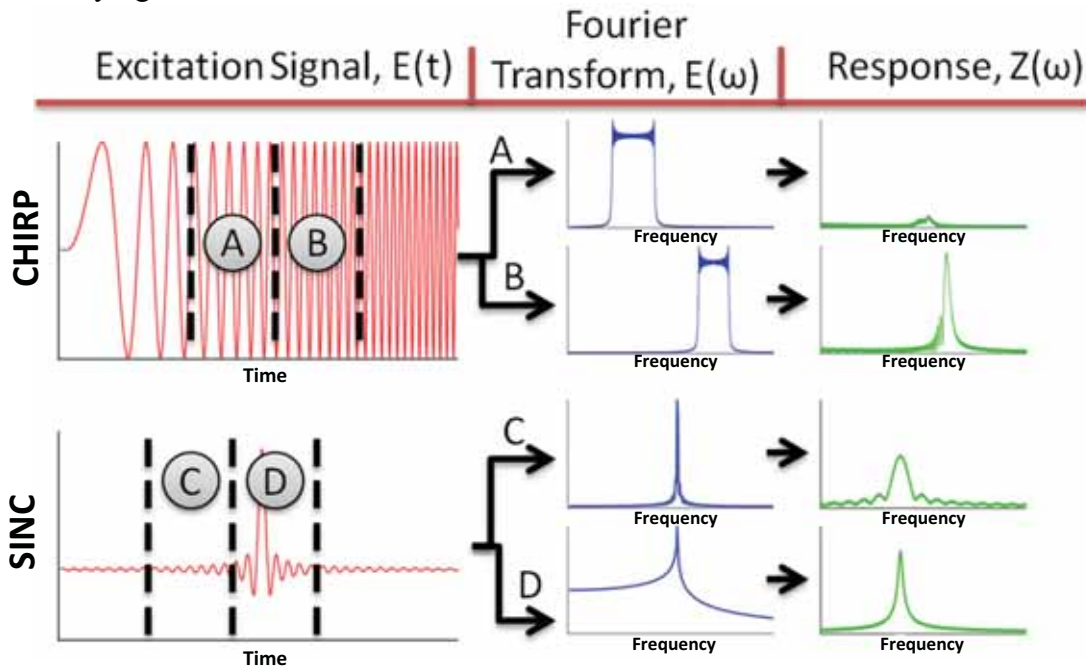 Fourier
Excitation Signal, E(t) Transform, E(ω) Response, Z(ω)
CHIRP
A B
Time
A
Frequency Frequency
B
Frequency Frequency
SINC
C D
Time
C
Frequency Frequency
D
Frequency Frequency